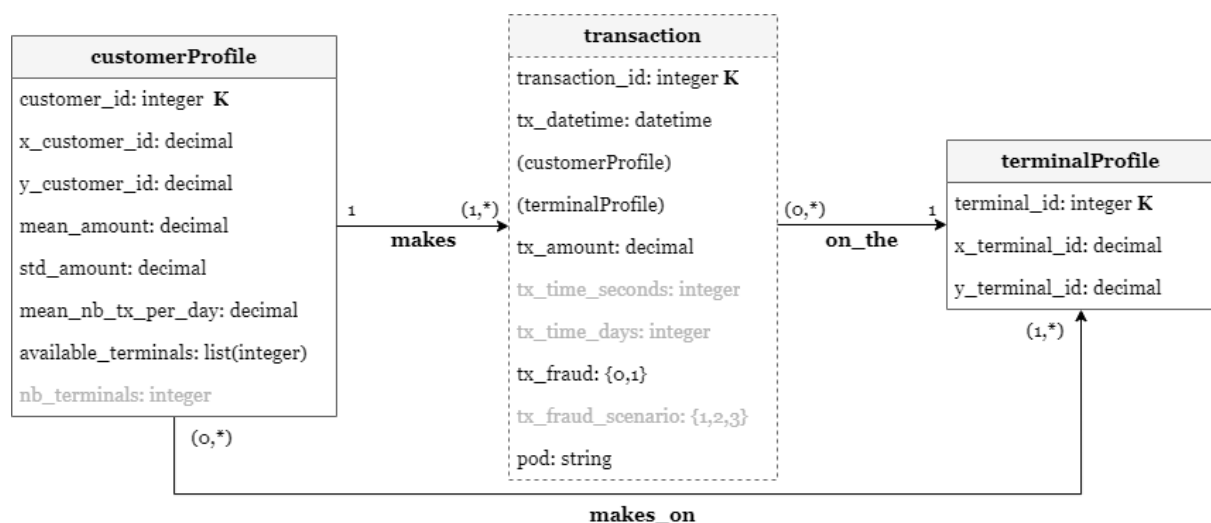 customerProfile
customer_id: integer K
x_customer_id: decimal
y_customer_id: decimal
mean_amount: decimal
std_amount: decimal
mean_nb_tx_per_day: decimal
available_terminals: list(integer)
nb_terminals: integer
1
(1,*)
makes
transaction
transaction_id: integer K
tx_datetime: datetime
(customerProfile)
(terminalProfile)
tx_amount: decimal
tx_time_seconds: integer
tx_time_days: integer
tx_fraud: {0,1}
tx_fraud_scenario: {1,2,3}
pod: string
(0,*)
1
on_the
terminalProfile
terminal_id: integer K
x_terminal_id: decimal
y_terminal_id: decimal
(1,*)
(0,*)
makes_on